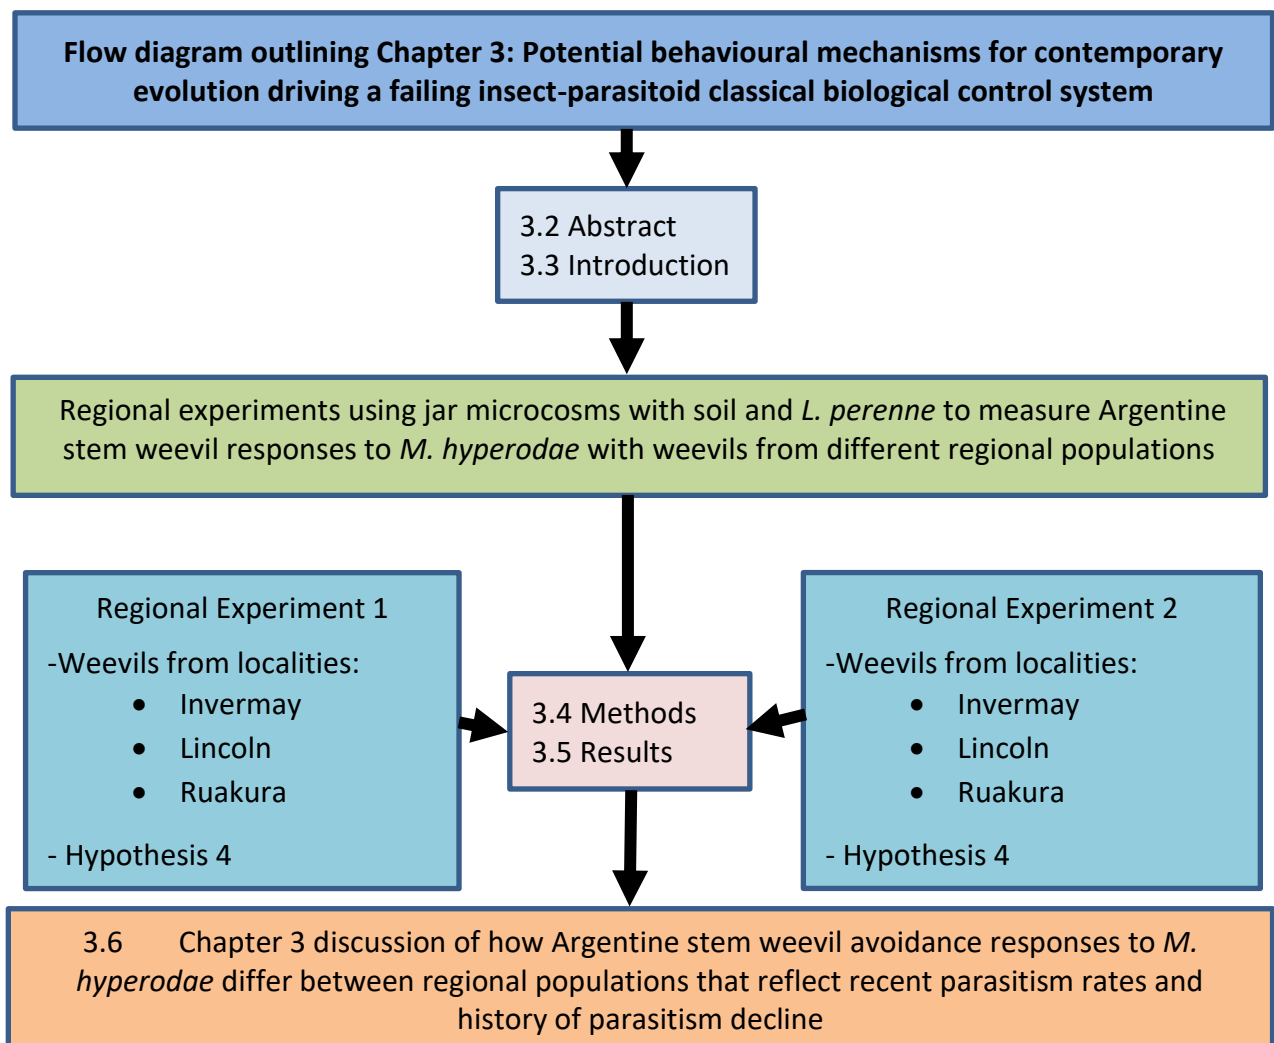 Flow diagram outlining Chapter 3: Potential behavioural mechanisms for contemporary
evolution driving a failing insect-parasitoid classical biological control system
3.2 Abstract
3.3 Introduction
Regional experiments using jar microcosms with soil and L. perenne to measure Argentine
stem weevil responses to M. hyperodae with weevils from different regional populations
Regional Experiment 1
-Weevils from localities:
• Invermay
• Lincoln
• Ruakura
- Hypothesis 4
3.4 Methods
3.5 Results
Regional Experiment 2
-Weevils from localities:
• Invermay
• Lincoln
• Ruakura
- Hypothesis 4
3.6 Chapter 3 discussion of how Argentine stem weevil avoidance responses to M.
hyperodae differ between regional populations that reflect recent parasitism rates and
history of parasitism decline